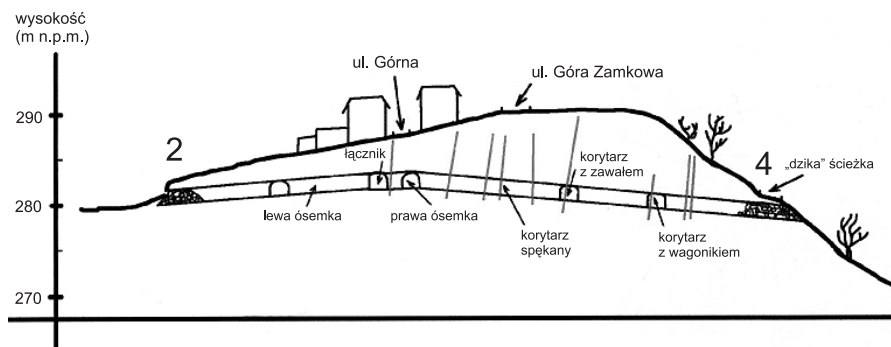 wysokość
(m n.p.m.)
290
280
270
2
ul. Górna
ul. Góra Zamkowa
łącznik
4
„dzika” ścieżka
korytarz
z zawałem
lewa ósemka
prawa ósemka
korytarz
spękany
korytarz
z wagonikiem